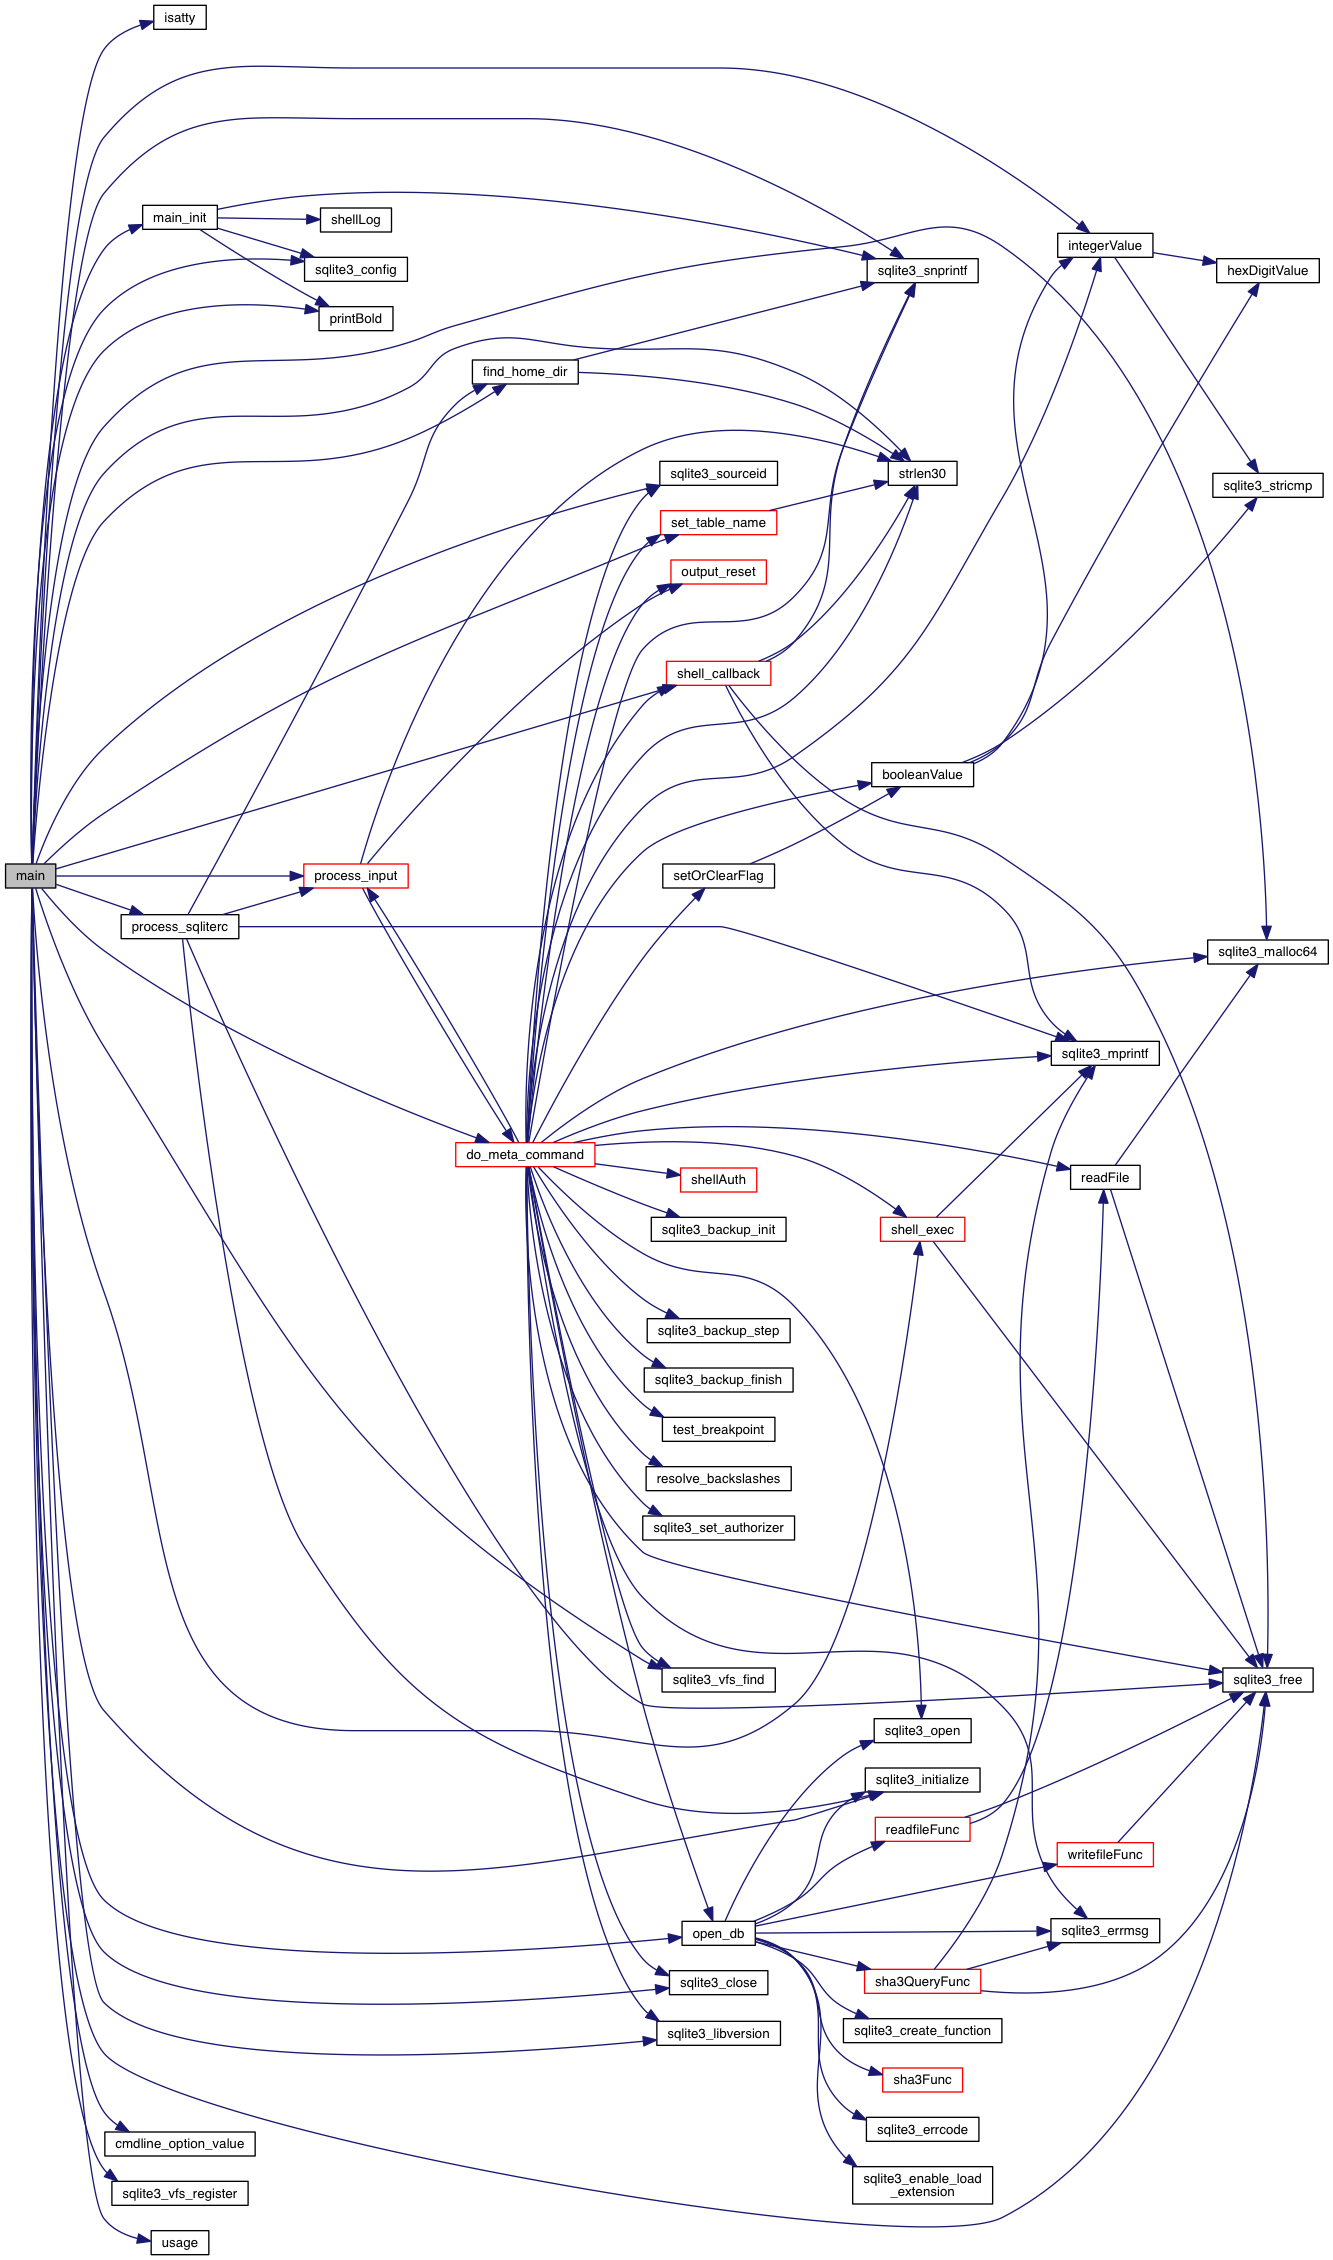 isatty
main_init
shellLog
integerValue
sqlite3_config
sqlite3_snprintf
hexDigitValue
printBold
find_home_dir
sqlite3_sourceid
strlen30
sqlite3_stricmp
set_table_name
output_reset
shell_callback
booleanValue
main
process_input
setOrClearFlag
process_sqliterc
sqlite3_malloc64
sqlite3_mprintf
do_meta_command
shellAuth
readFile
sqlite3_backup_init
shell_exec
sqlite3_backup_step
sqlite3_backup_finish
test_breakpoint
resolve_backslashes
sqlite3_set_authorizer
sqlite3_vfs_find
sqlite3_free
sqlite3_open
sqlite3_initialize
readfileFunc
writefileFunc
open_db
sqlite3_errmsg
sqlite3_close
sha3QueryFunc
sqlite3_libversion
sqlite3_create_function
sha3Func
cmdline_option_value
sqlite3_errcode
sqlite3_vfs_register
sqlite3_enable_load
_extension
usage